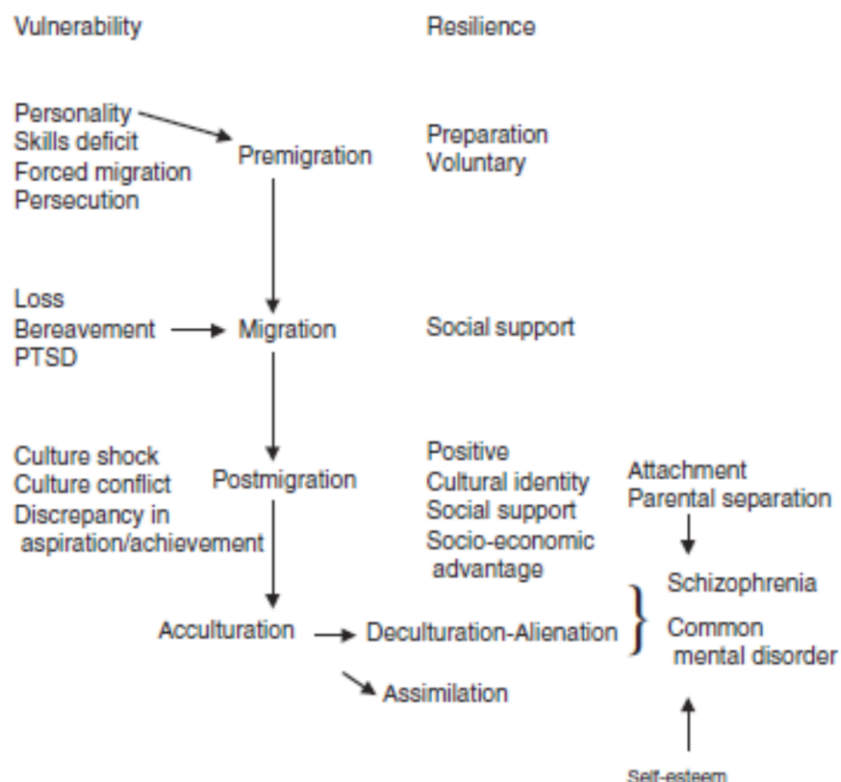 Vulnerability
Resilience
Personality
Skills deficit
Forced migration
Persecution
Premigration
Preparation
Voluntary
Loss
Bereavement
PTSD
Migration
Social support
Culture shock
Culture conflict
Discrepancy in
aspiration/achievement
Postmigration
Positive
Cultural identity
Social support
Socio-economic
advantage
Attachment
Parental separation
Schizophrenia
Common
mental disorder
Acculturation
Deculturation-Alienation
Assimilation
Self-esteem